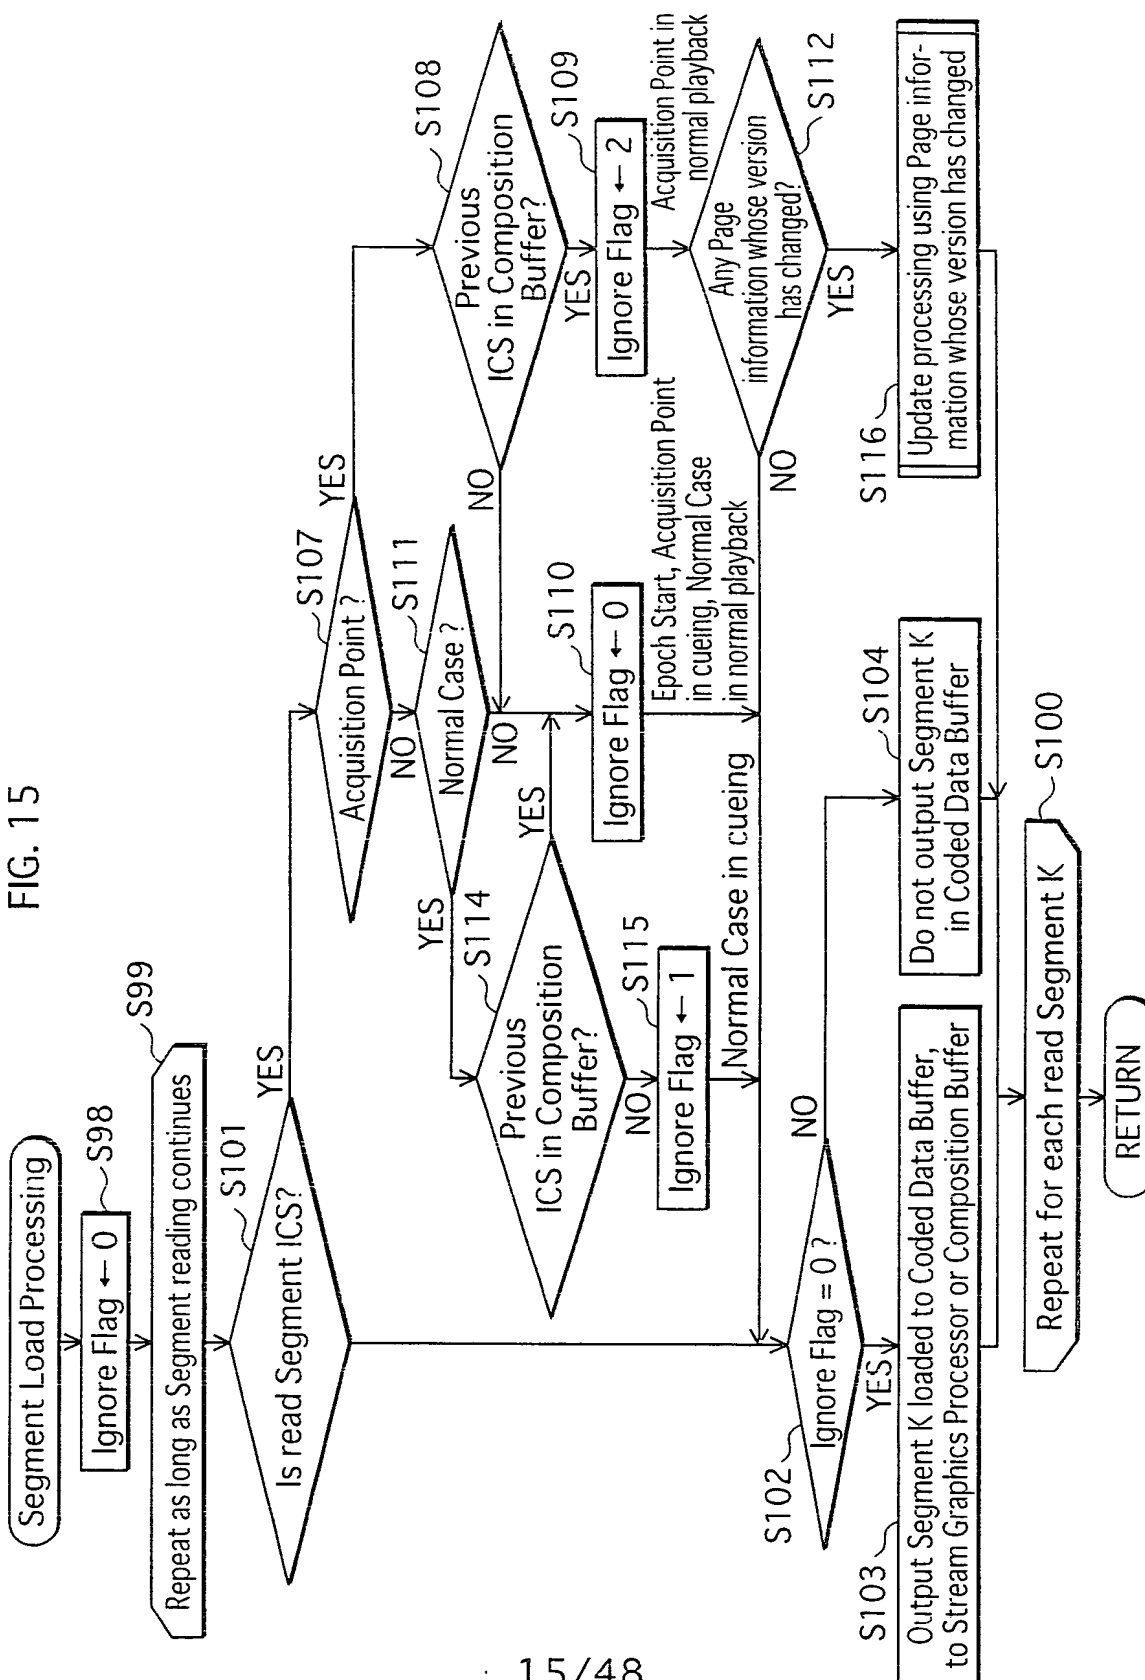 FIG. 15
Segment Load Processing
Ignore Flag ← 0
S98
S99
Repeat as long as Segment reading continues
S101
Is read Segment ICS?
YES
S107
Acquisition Point ?
YES
NO
S108
Previous
ICS in Composition
Buffer?
NO
YES
S111
Normal Case ?
YES
NO
S109
Ignore Flag ← 2
S114
Previous
ICS in Composition
Buffer?
YES
NO
S110
Ignore Flag ← 0
Acquisition Point in
normal playback
S115
Ignore Flag ← 1
Epoch Start, Acquisition Point
in cueing, Normal Case
in normal playback
S112
Any Page
information whose version
has changed?
NO
YES
Normal Case in cueing
S102
Ignore Flag = 0 ?
NO
YES
S103
Output Segment K loaded to Coded Data Buffer,
to Stream Graphics Processor or Composition Buffer
S104
Do not output Segment K
in Coded Data Buffer
S116
Update processing using Page infor-
mation whose version has changed
S100
Repeat for each read Segment K
RETURN
15/48